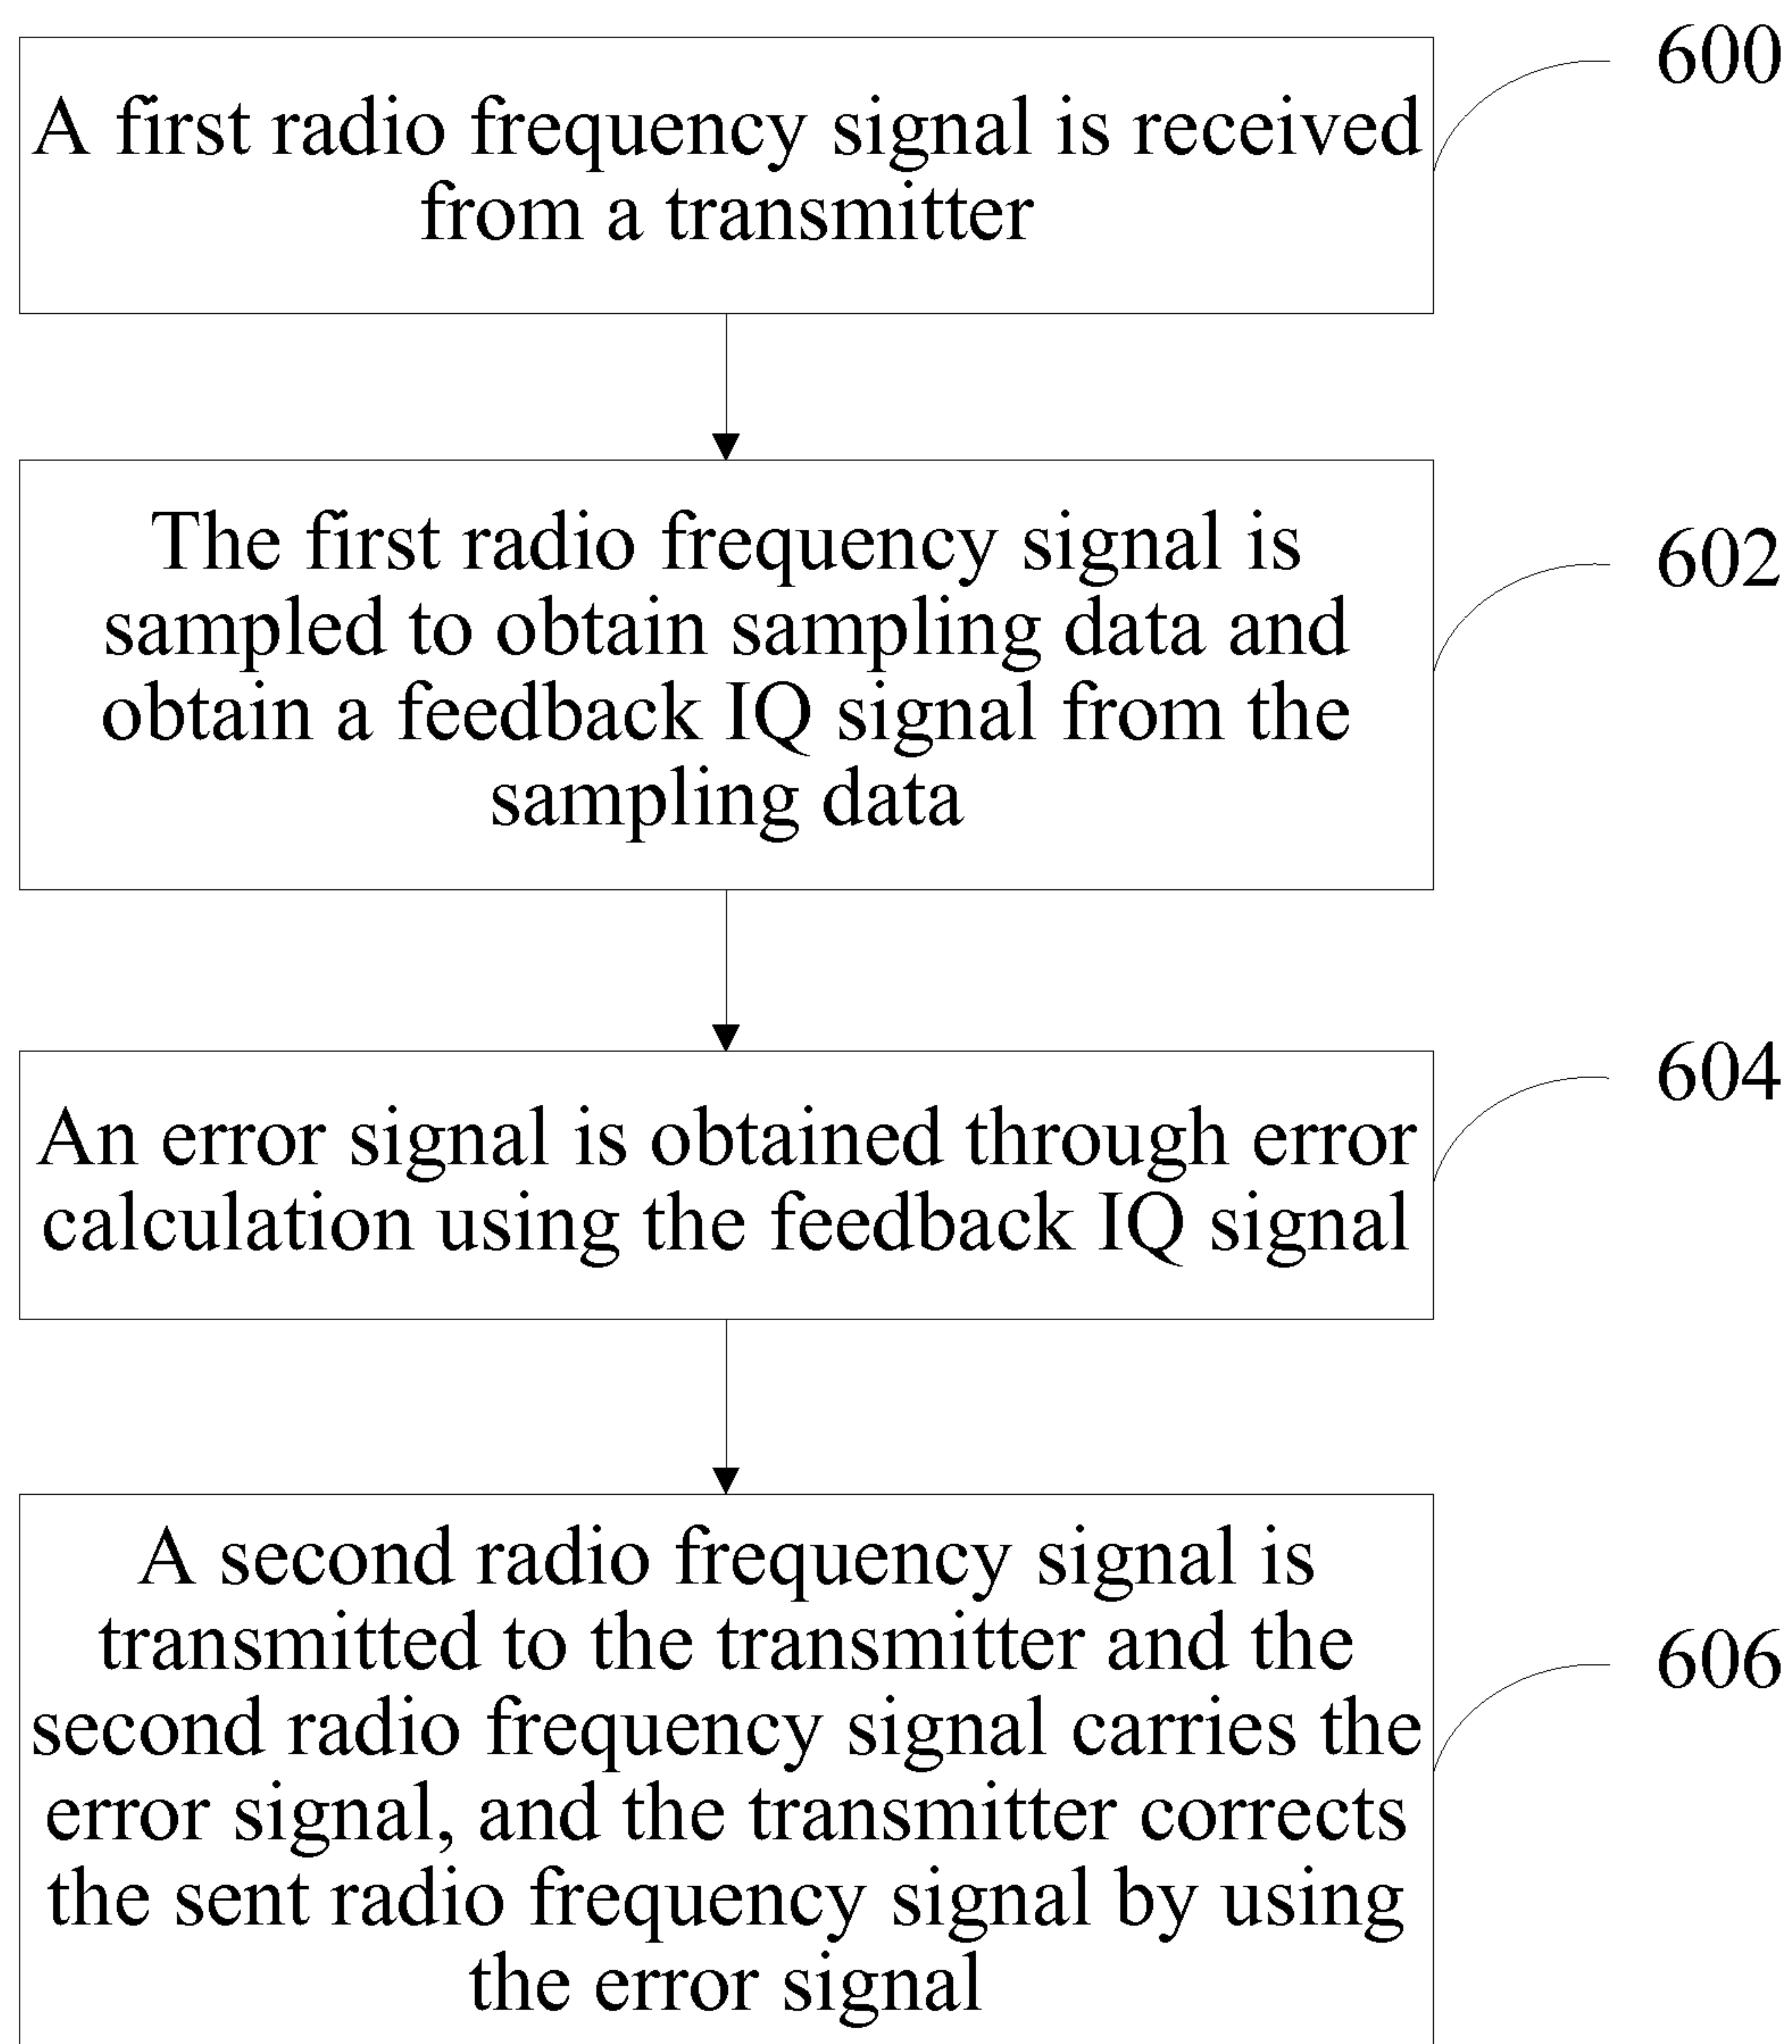 600
A first radio frequency signal is received
from a transmitter
602
The first radio frequency signal is
sampled to obtain sampling data and
obtain a feedback IQ signal from the
sampling data
604
An error signal is obtained through error
calculation using the feedback IQ signal
606
A second radio frequency signal is
transmitted to the transmitter and the
second radio frequency signal carries the
error signal, and the transmitter corrects
the sent radio frequency signal by using
the error signal